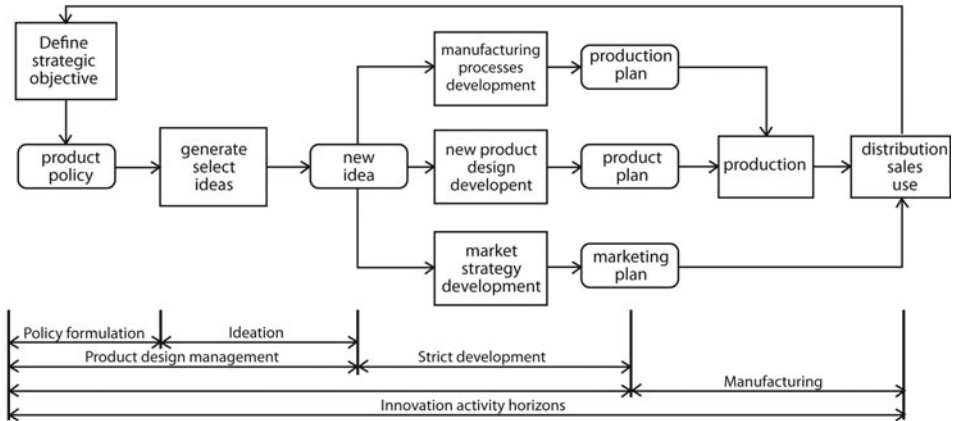 Define
strategic
objective
product
policy
generate
select
ideas
new
idea
manufacturing
processes
development
production
plan
new product
design
developent
product
plan
market
strategy
development
marketing
plan
production
distribution
sales
use
Policy formulation
Ideation
Product design management
Strict development
Manufacturing
Innovation activity horizons